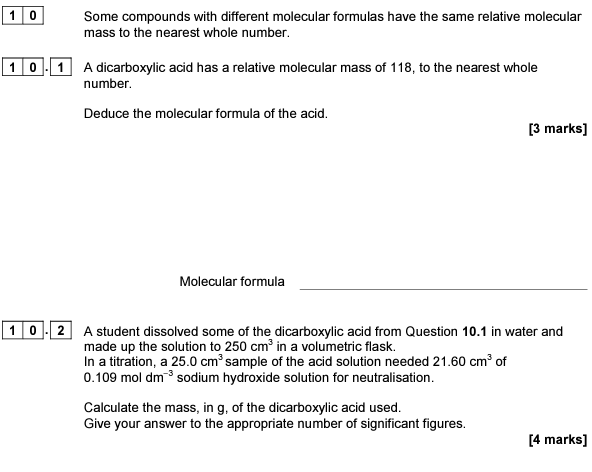 1 0 Some compounds with different molecular formulas have the same relative molecular
mass to the nearest whole number.
1 0 . 1 A dicarboxylic acid has a relative molecular mass of 118, to the nearest whole
number.
Deduce the molecular formula of the acid.
[3 marks]
Molecular formula
1 0 . 2 A student dissolved some of the dicarboxylic acid from Question 10.1 in water and
made up the solution to 250 cm³ in a volumetric flask.
In a titration, a 25.0 cm³ sample of the acid solution needed 21.60 cm³ of
0.109 mol dm⁻³ sodium hydroxide solution for neutralisation.
Calculate the mass, in g, of the dicarboxylic acid used.
Give your answer to the appropriate number of significant figures.
[4 marks]